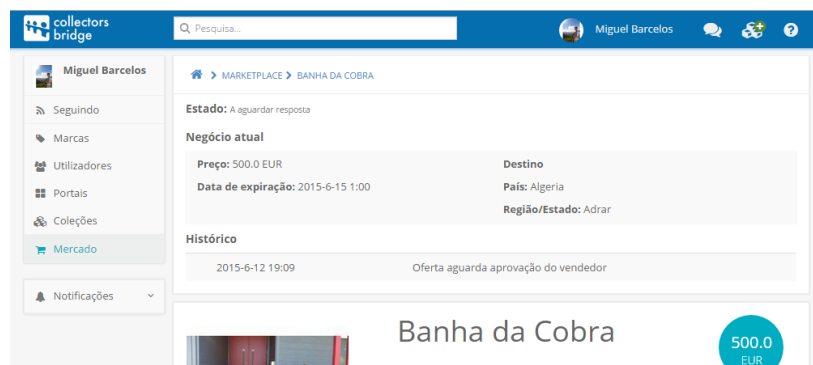 collectors
bridge
Pesquisa...
Miguel Barcelos
Miguel Barcelos
Seguindo
Marcas
Utilizadores
Portais
Coleções
Mercado
Notificações
MARKETPLACE BANHA DA COBRA
Estado: A aguardar resposta
Negócio atual
Preço: 500.0 EUR
Data de expiração: 2015-6-15 1:00
Destino
País: Algeria
Região/Estado: Adrar
Histórico
2015-6-12 19:09 Oferta aguarda aprovação do vendedor
Banha da Cobra
500.0
EUR